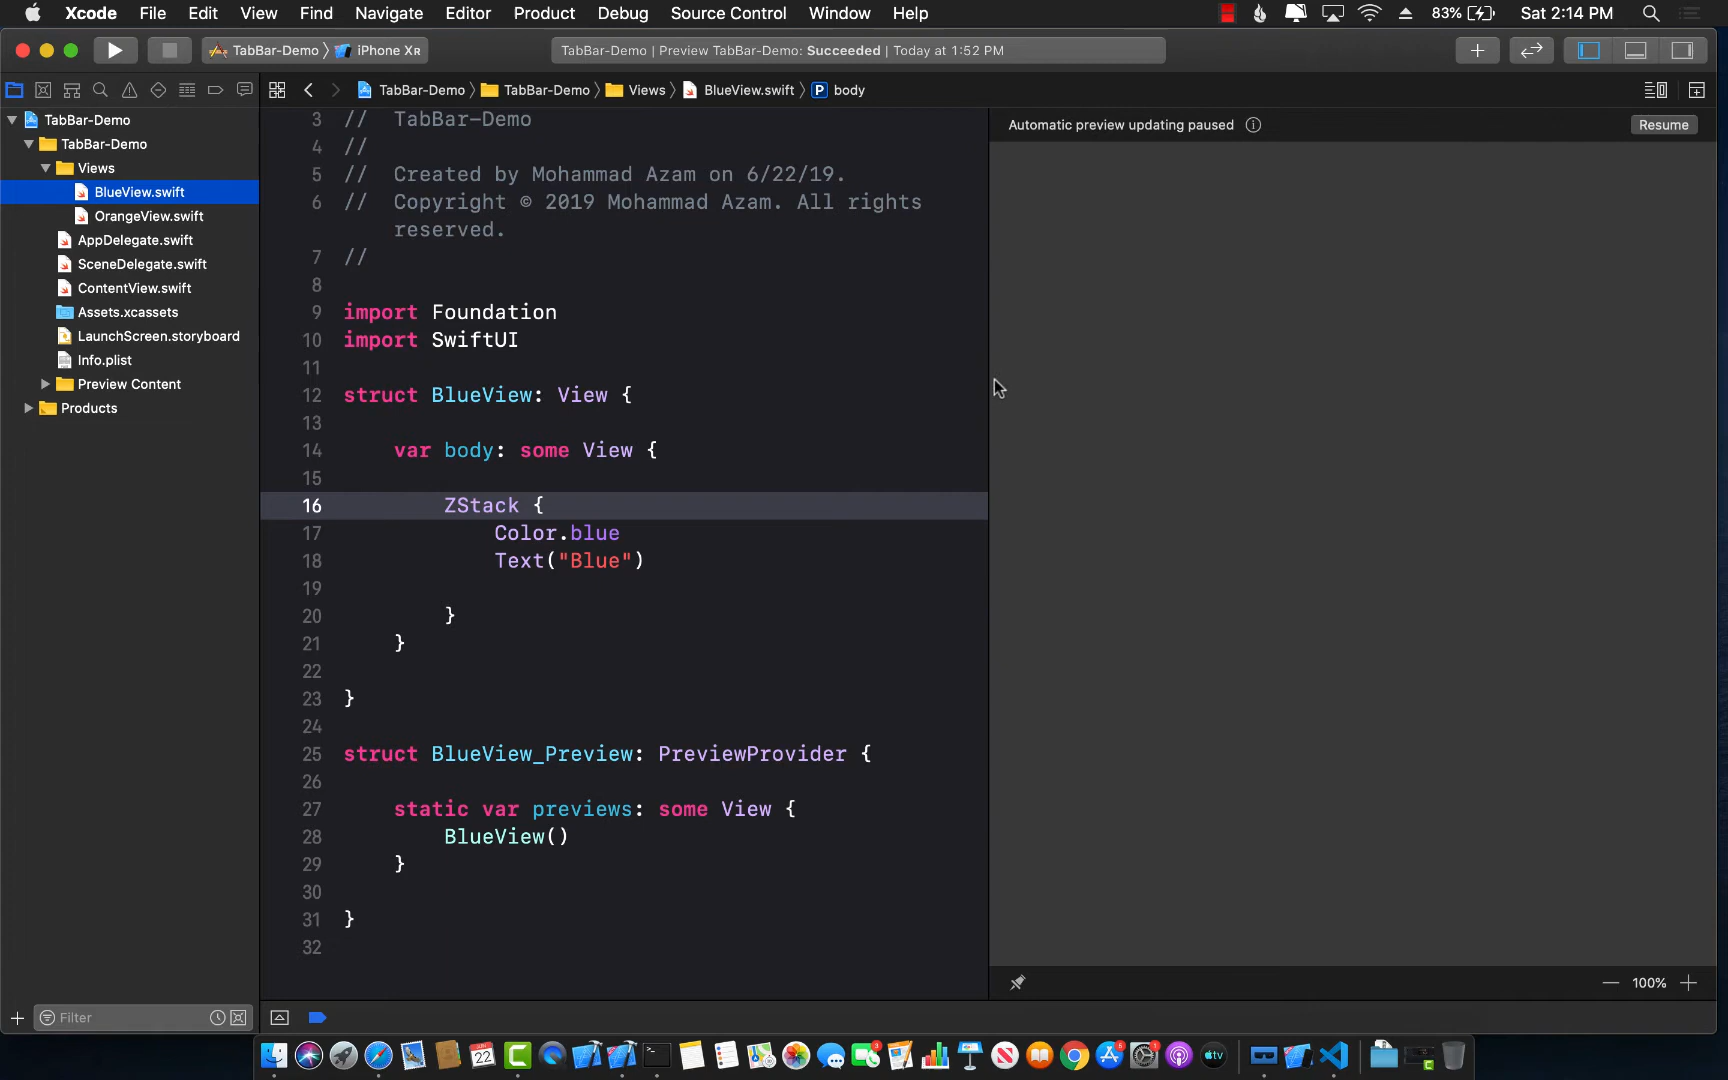 Xcode File Edit View Find Navigate Editor Product Debug Source Control Window Help 83% Sat 2:14 PM
TabBar-Demo iPhone XR TabBar-Demo | Preview TabBar-Demo: Succeeded | Today at 1:52 PM
TabBar-Demo TabBar-Demo Views BlueView.swift P body
TabBar-Demo
TabBar-Demo
Views
BlueView.swift
OrangeView.swift
AppDelegate.swift
SceneDelegate.swift
ContentView.swift
Assets.xcassets
LaunchScreen.storyboard
Info.plist
Preview Content
Products
Filter
3 // TabBar-Demo
4 //
5 // Created by Mohammad Azam on 6/22/19.
6 // Copyright © 2019 Mohammad Azam. All rights
reserved.
7 //
8
9 import Foundation
10 import SwiftUI
11
12 struct BlueView: View {
13
14 var body: some View {
15
16 ZStack {
17 Color.blue
18 Text("Blue")
19
20 }
21 }
22
23 }
24
25 struct BlueView_Preview: PreviewProvider {
26
27 static var previews: some View {
28 BlueView()
29 }
30
31 }
32
Automatic preview updating paused Resume
100%
22
3
tv